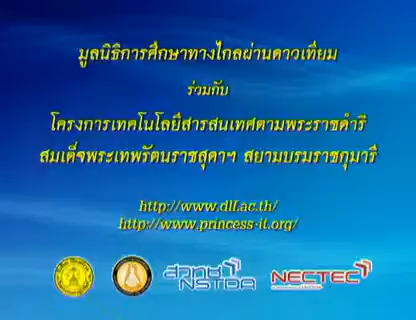 มูลนิธิการศึกษาทางไกลผ่านดาวเทียม
ร่วมกับ
โครงการเทคโนโลยีสารสนเทศตามพระราชดำริ
สมเด็จพระเทพรัตนราชสุดาฯ สยามบรมราชกุมารี
http://www.dlf.ac.th/
http://www.princess-it.org/
สวทช
NSTDA
NECTEC